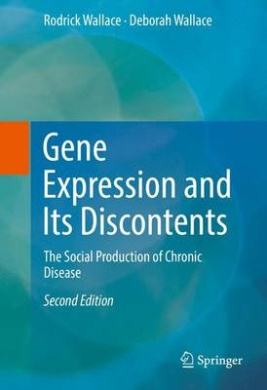 Rodrick Wallace · Deborah Wallace
Gene
Expression and
Its Discontents
The Social Production of Chronic
Disease
Second Edition
Springer